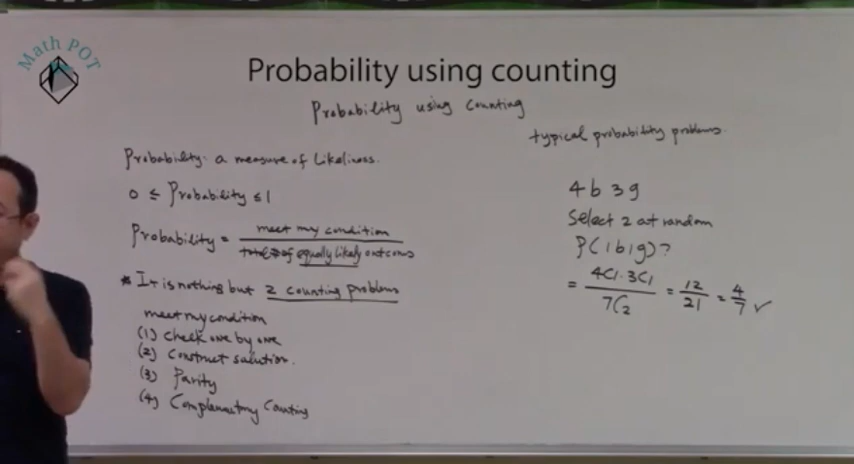 Math POT
Probability using counting
Probability using counting
Probability: a measure of Likeliness.
0 ≤ Probability ≤ 1
Probability = meet my condition
total # of equally likely outcomes
* It is nothing but 2 counting problems
meet my condition
(1) Check one by one
(2) Construct solution.
(3) Parity
(4) Complementary Counting
typical probability problems.
4b 3g
Select 2 at random
P(1b1g)?
= 4C1·3C1 / 7C2 = 12/21 = 4/7 ✓